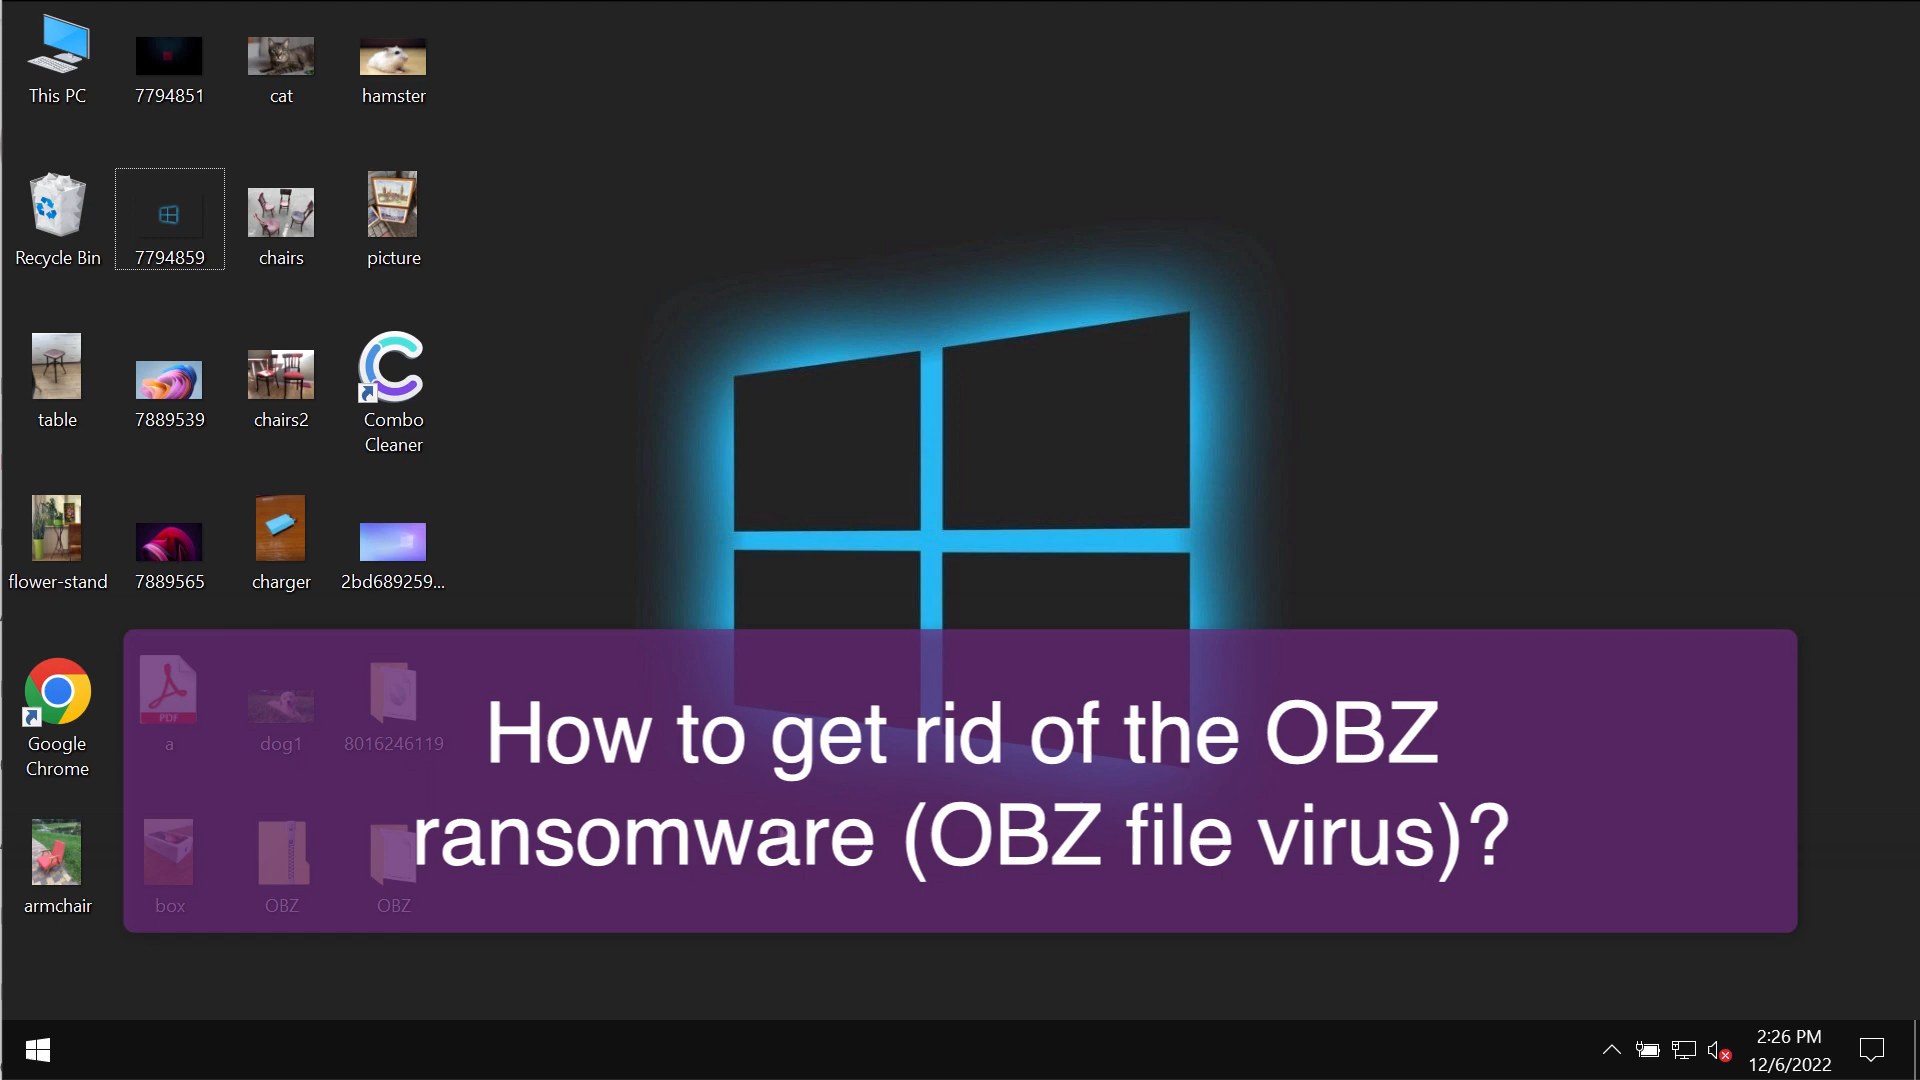 This PC
7794851
cat
hamster
Recycle Bin
7794859
chairs
picture
table
7889539
chairs2
Combo
Cleaner
flower-stand
7889565
charger
2bd689259...
Google
Chrome
PDF
a
dog1
8016246119
How to get rid of the OBZ
ransomware (OBZ file virus)?
armchair
box
OBZ
OBZ
2:26 PM
12/6/2022